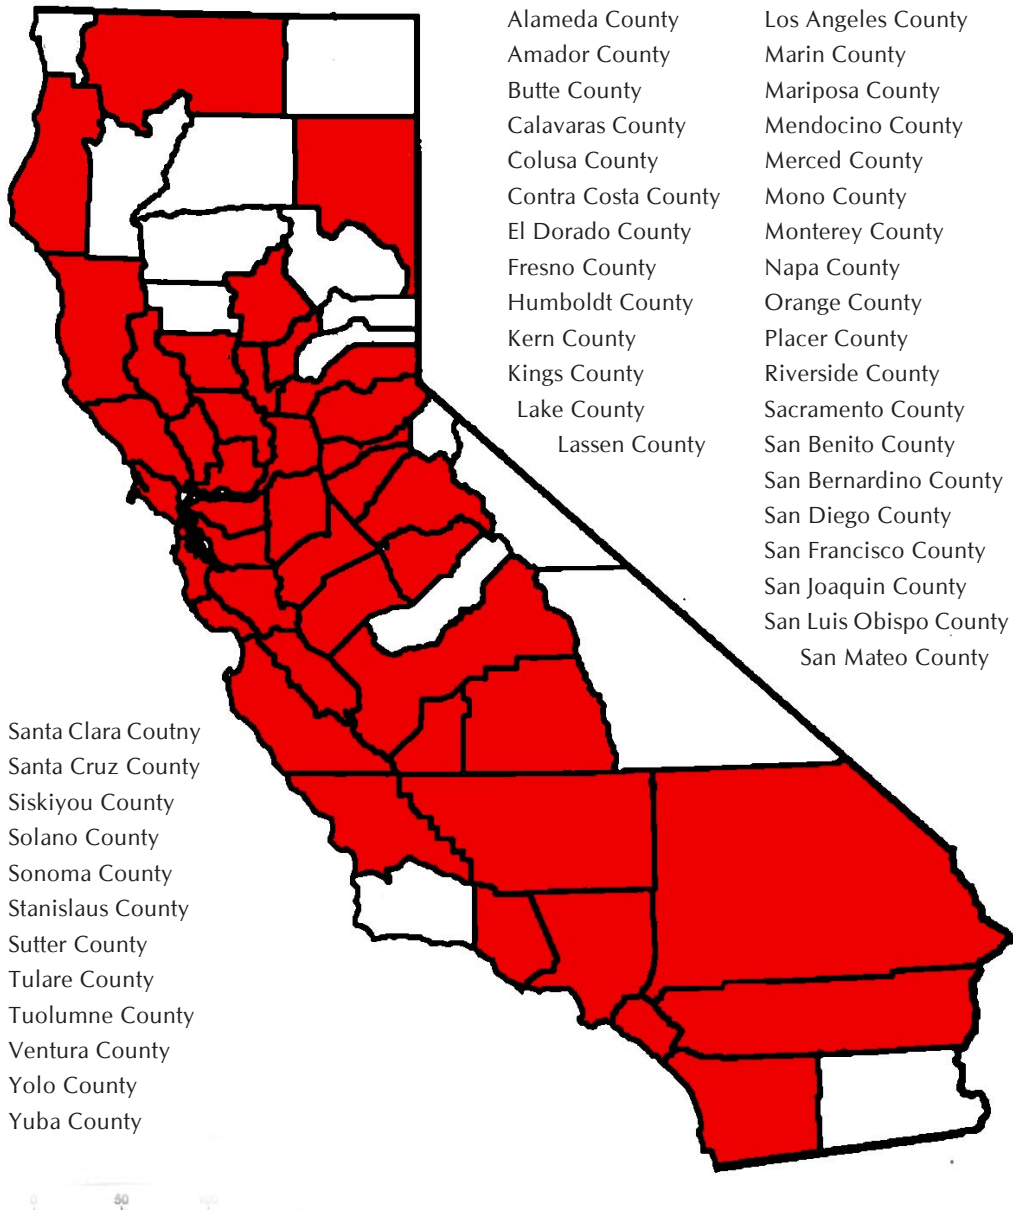 Alameda County
Amador County
Butte County
Calavaras County
Colusa County
Contra Costa County
El Dorado County
Fresno County
Humboldt County
Kern County
Kings County
Lake County
Lassen County
Los Angeles County
Marin County
Mariposa County
Mendocino County
Merced County
Mono County
Monterey County
Napa County
Orange County
Placer County
Riverside County
Sacramento County
San Benito County
San Bernardino County
San Diego County
San Francisco County
San Joaquin County
San Luis Obispo County
San Mateo County
Santa Clara Coutny
Santa Cruz County
Siskiyou County
Solano County
Sonoma County
Stanislaus County
Sutter County
Tulare County
Tuolumne County
Ventura County
Yolo County
Yuba County
0 50 100